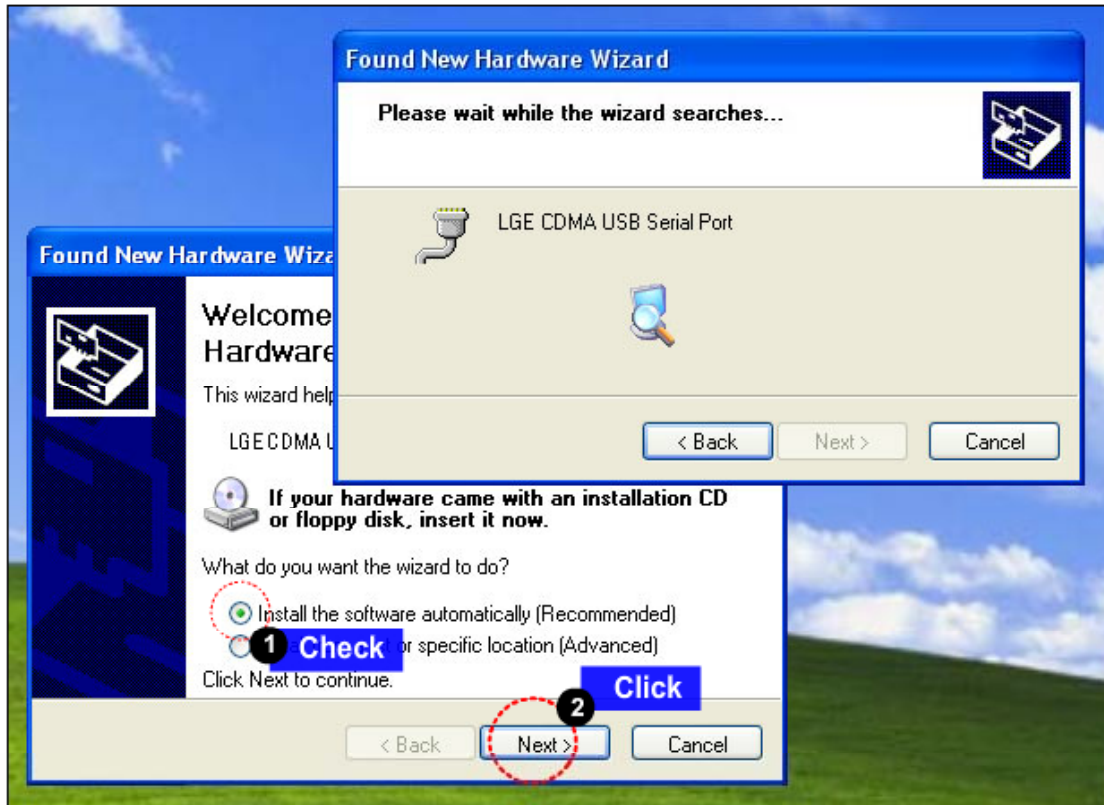 Found New Hardware Wizard
Please wait while the wizard searches...
LGE CDMA USB Serial Port
< Back
Next >
Cancel
Found New Hardware Wiza
Welcome
Hardware
This wizard help
LGE CDMA U
If your hardware came with an installation CD
or floppy disk, insert it now.
What do you want the wizard to do?
Install the software automatically (Recommended)
1 Check
or specific location (Advanced)
Click Next to continue.
2 Click
< Back
Next >
Cancel